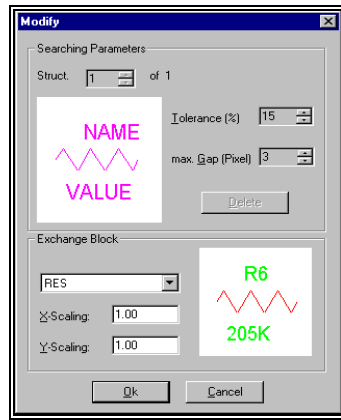 Modify
Searching Parameters
Struct. 1 of 1
NAME
VALUE
Tolerance (%) 15
max. Gap (Pixel) 3
Delete
Exchange Block
RES
X-Scaling: 1.00
Y-Scaling: 1.00
R6
205K
Ok
Cancel